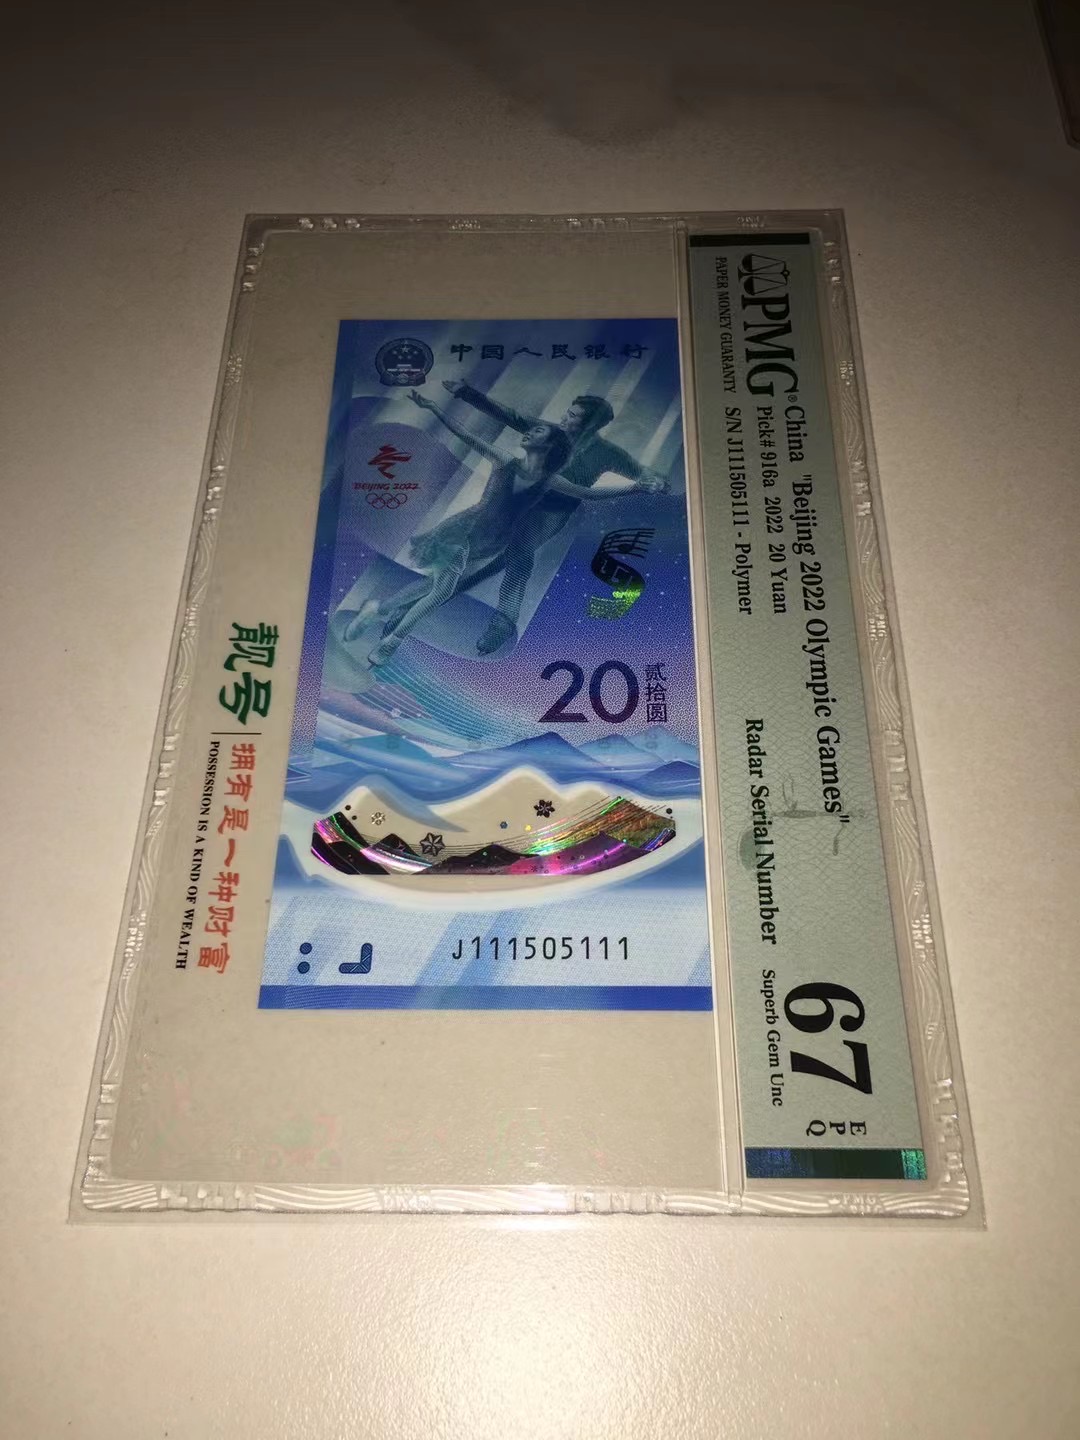 PMG®
PAPER MONEY GUARANTY
China "Beijing 2022 Olympic Games"
Pick# 916a 2022 20 Yuan
S/N J111505111 - Polymer
Radar Serial Number
67
EPQ
Superb Gem Unc
中国人民银行
BEIJING 2022
20
贰拾圆
J111505111
靓号
拥有是一种财富
POSSESSION IS A KIND OF WEALTH
PMG